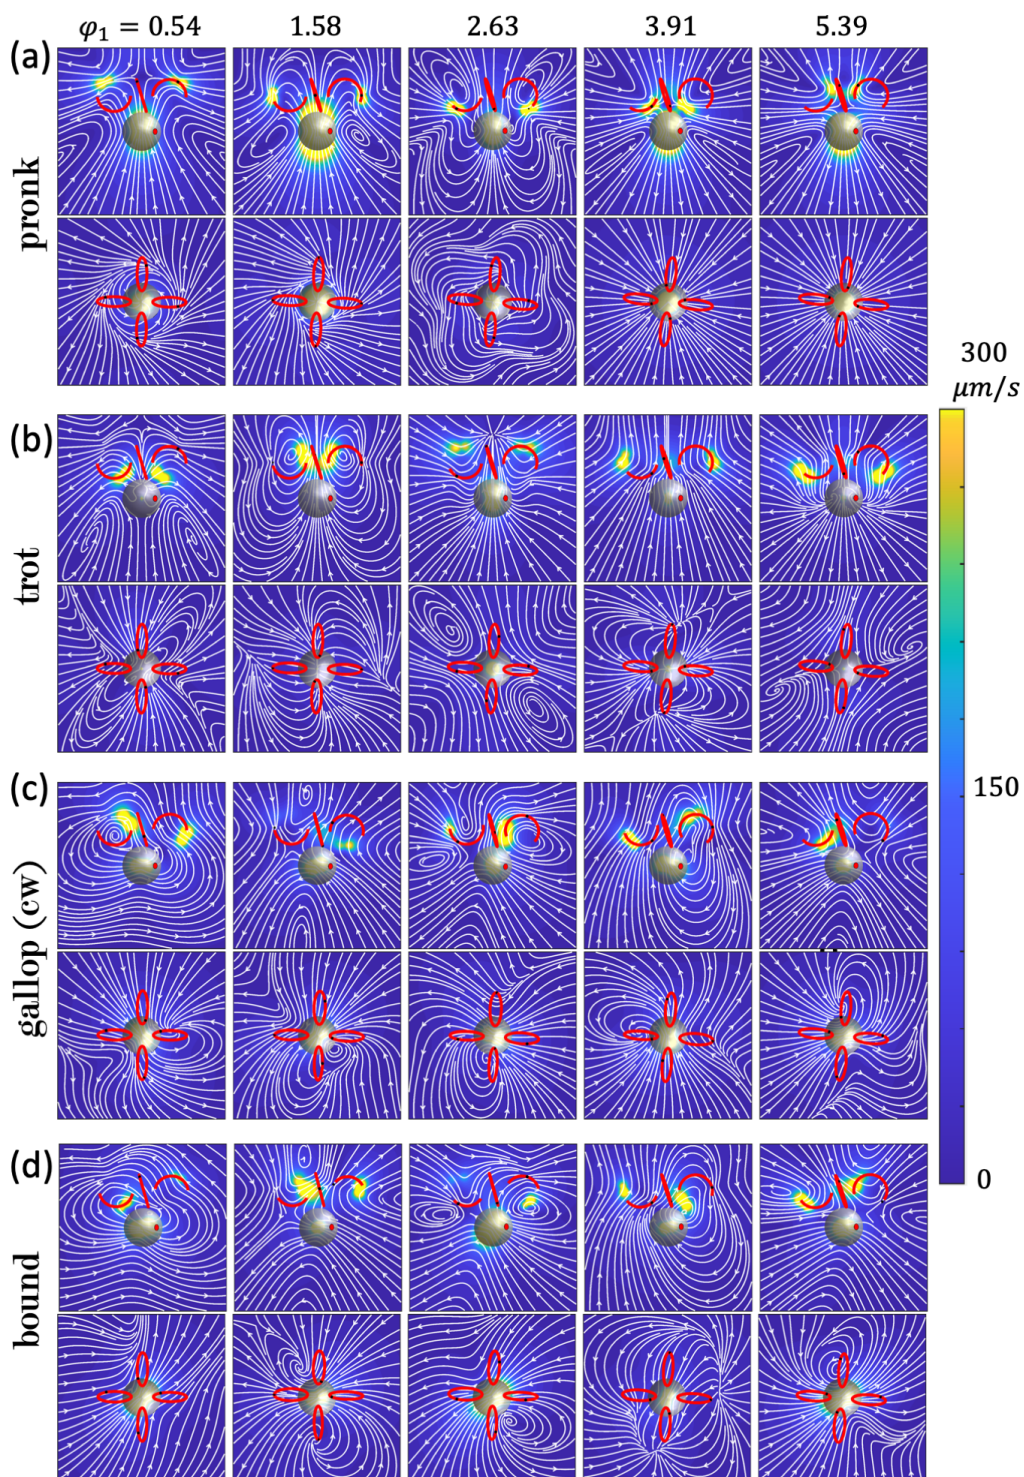 φ₁ = 0.54 1.58 2.63 3.91 5.39
(a)
pronk
(b)
trot
(c)
gallop (cw)
(d)
bound
300
μm/s
150
0